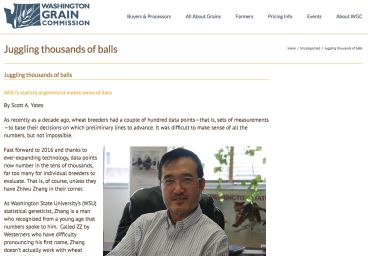 WASHINGTON
GRAIN
COMMISSION
Buyers & Processors
All About Grains
Farmers
Pricing Info
Events
About WGC
Juggling thousands of balls
Home / Uncategorized / Juggling thousands of balls
Juggling thousands of balls
WSU's statistical geneticist makes sense of data
By Scott A. Yates
As recently as a decade ago, wheat breeders had a couple of hundred data points—that is, sets of measurements
—to base their decisions on which preliminary lines to advance. It was difficult to make sense of all the
numbers, but not impossible.
Fast forward to 2016 and thanks to
ever-expanding technology, data points
now number in the tens of thousands,
far too many for individual breeders to
evaluate. That is, of course, unless they
have Zhiwu Zhang in their corner.
As Washington State University's (WSU)
statistical geneticist, Zhang is a man
who recognized from a young age that
numbers spoke to him. Called ZZ by
Westerners who have difficulty
pronouncing his first name, Zhang
doesn't actually work with wheat